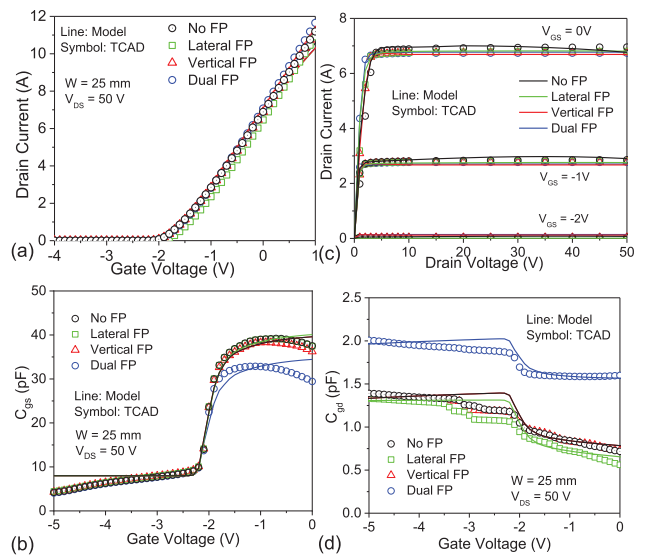 Line: Model
Symbol: TCAD
No FP
Lateral FP
Vertical FP
Dual FP
W = 25 mm
V_DS = 50 V
Drain Current (A)
12
10
8
6
4
2
0
-4 -3 -2 -1 0 1
Gate Voltage (V)
(a)
V_GS = 0V
Line: Model
Symbol: TCAD
No FP
Lateral FP
Vertical FP
Dual FP
V_GS = -1V
V_GS = -2V
Drain Current (A)
8
6
4
2
0
0 10 20 30 40 50
Drain Voltage (V)
(c)
No FP
Lateral FP
Vertical FP
Dual FP
Line: Model
Symbol: TCAD
W = 25 mm
V_DS = 50 V
C_gs (pF)
50
40
30
20
10
0
-5 -4 -3 -2 -1 0
Gate Voltage (V)
(b)
Line: Model
Symbol: TCAD
No FP
Lateral FP
Vertical FP
Dual FP
W = 25 mm
V_DS = 50 V
C_gd (pF)
2.5
2.0
1.5
1.0
0.5
0.0
-5 -4 -3 -2 -1 0
Gate Voltage (V)
(d)